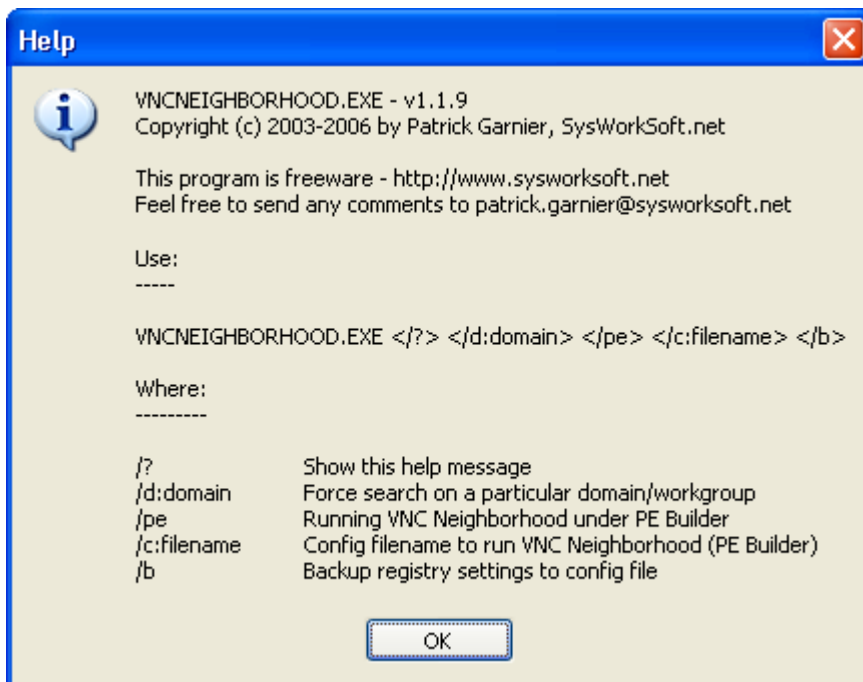 Help
VNCNEIGHBORHOOD.EXE - v1.1.9
Copyright (c) 2003-2006 by Patrick Garnier, SysWorkSoft.net
This program is freeware - http://www.sysworksoft.net
Feel free to send any comments to patrick.garnier@sysworksoft.net
Use:
-----
VNCNEIGHBORHOOD.EXE </?> </d:domain> </pe> </c:filename> </b>
Where:
---------
/? Show this help message
/d:domain Force search on a particular domain/workgroup
/pe Running VNC Neighborhood under PE Builder
/c:filename Config filename to run VNC Neighborhood (PE Builder)
/b Backup registry settings to config file
OK